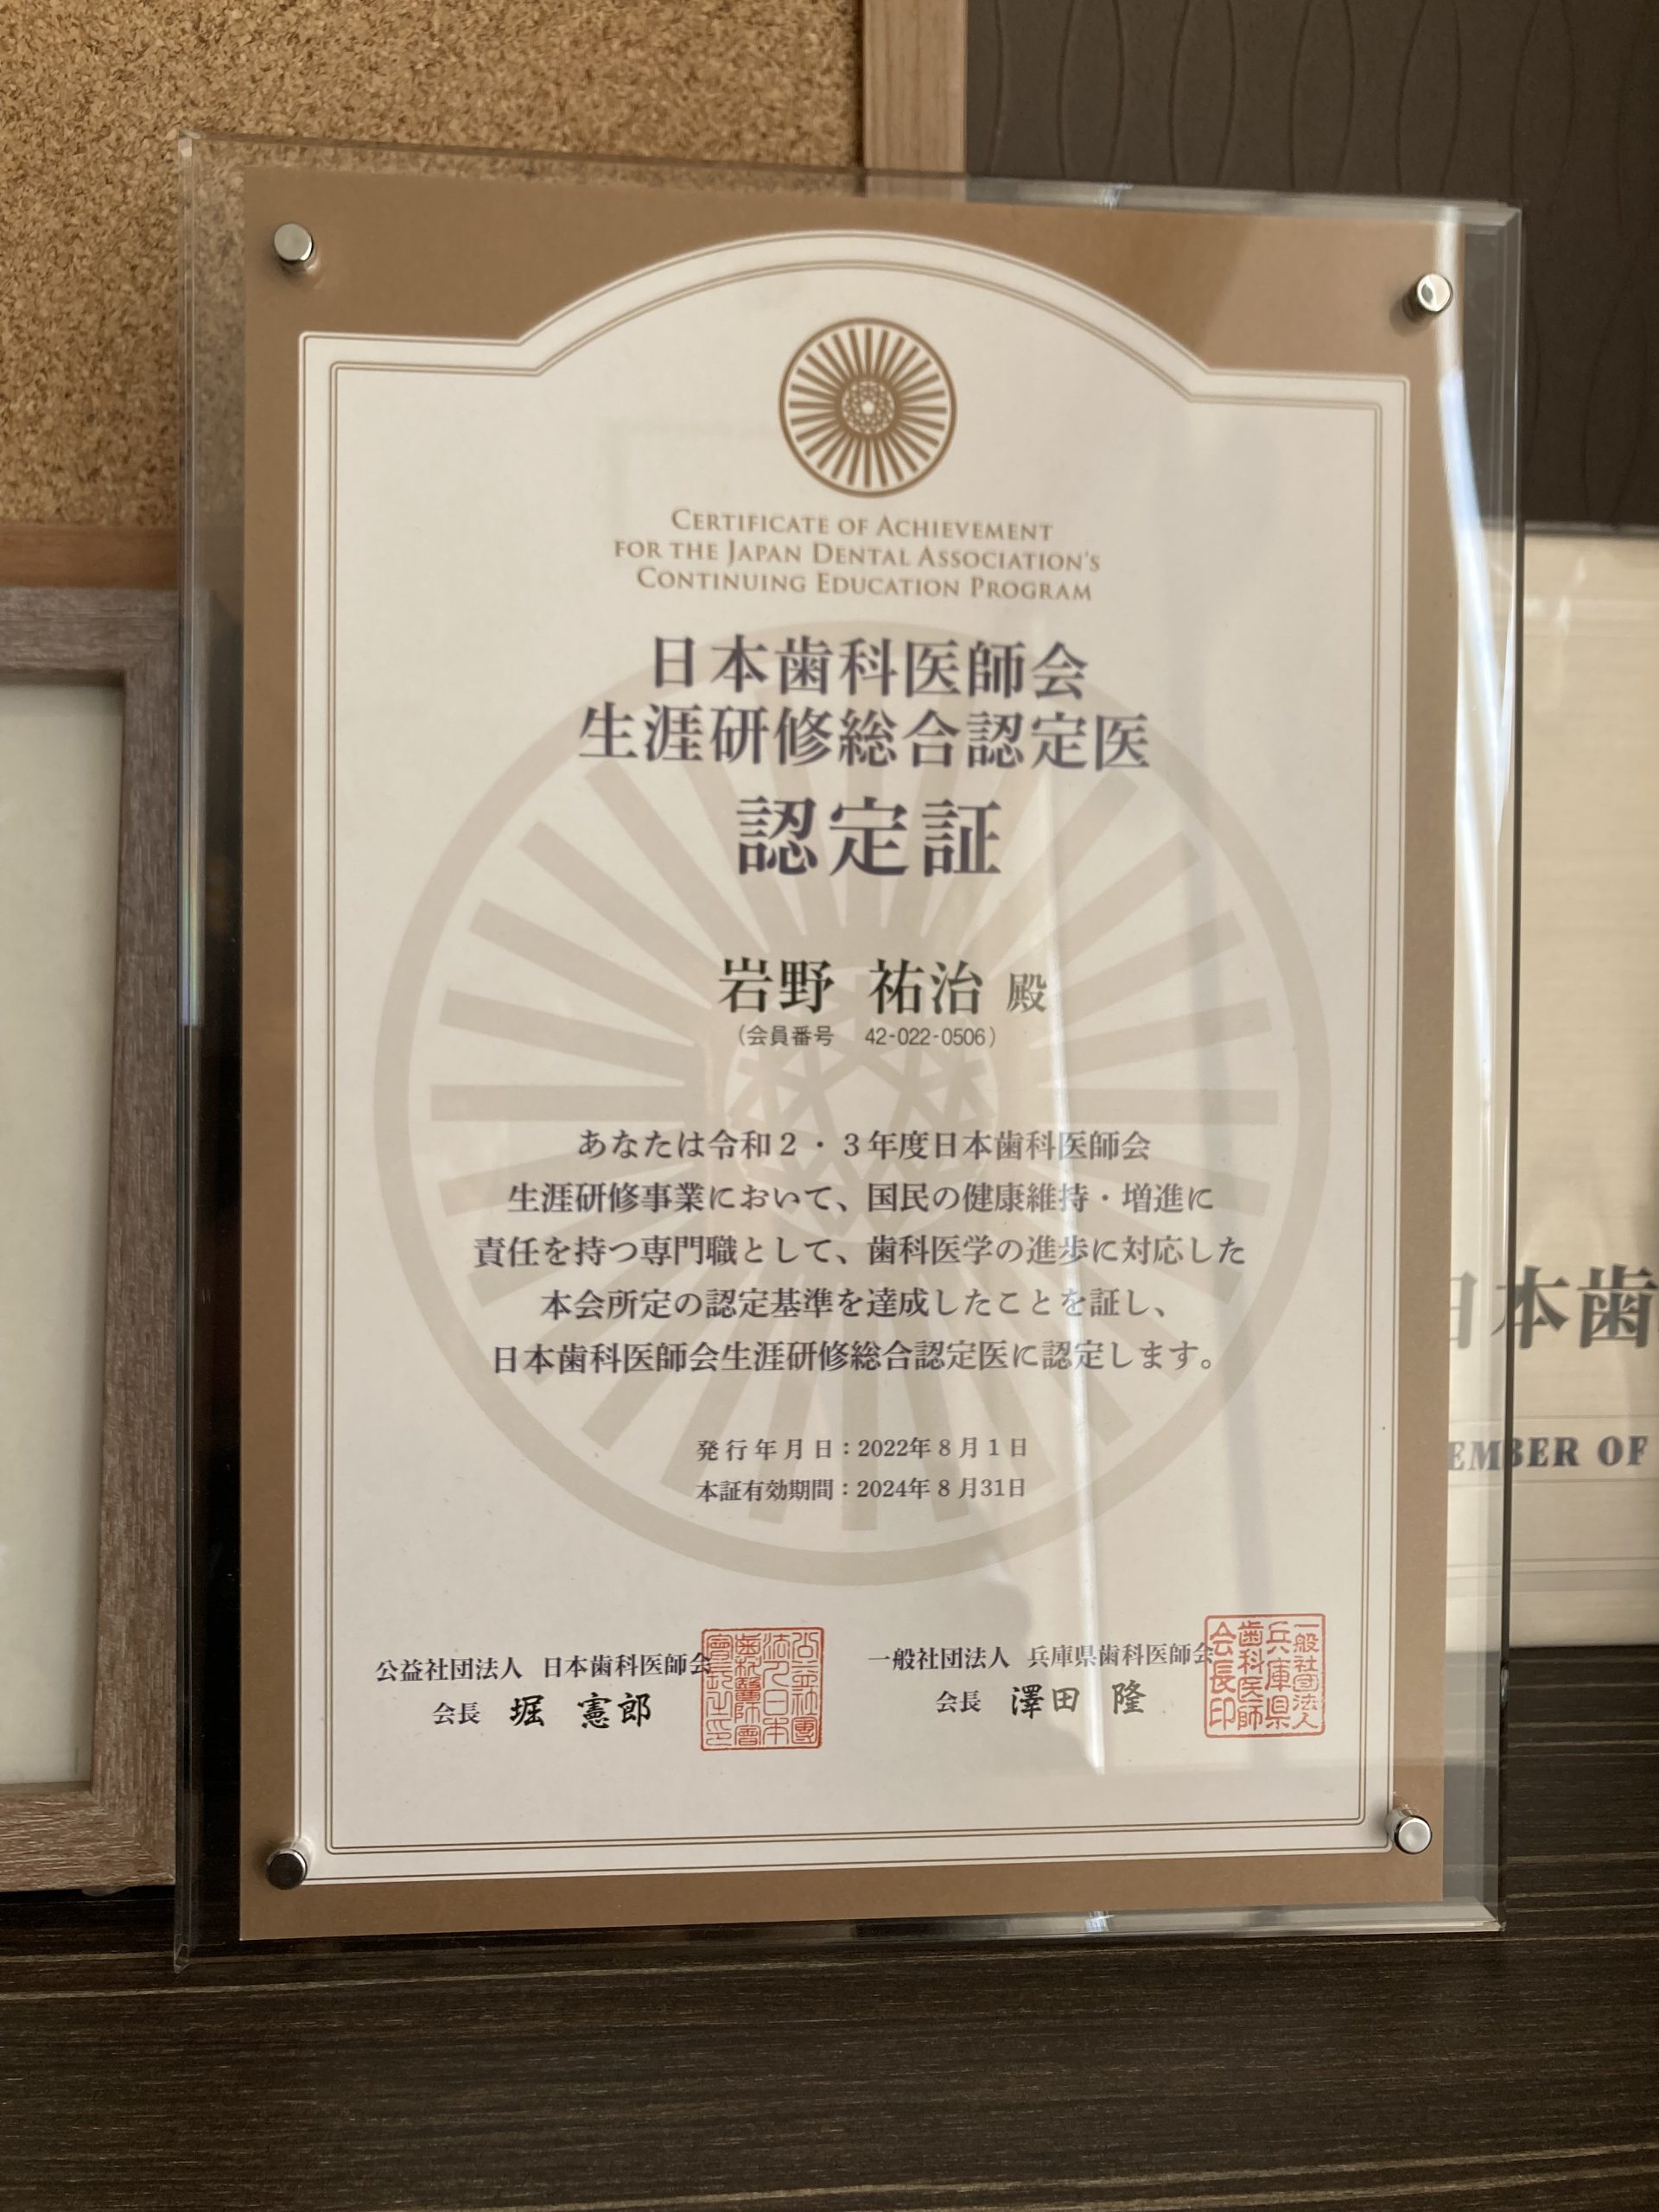 CERTIFICATE OF ACHIEVEMENT
FOR THE JAPAN DENTAL ASSOCIATION'S
CONTINUING EDUCATION PROGRAM
日本歯科医師会
生涯研修総合認定医
認定証
岩野 祐治 殿
(会員番号 42-022-0506)
あなたは令和2・3年度日本歯科医師会
生涯研修事業において、国民の健康維持・増進に
責任を持つ専門職として、歯科医学の進歩に対応した
本会所定の認定基準を達成したことを証し、
日本歯科医師会生涯研修総合認定医に認定します。
発行年月日:2022年8月1日
本証有効期間:2024年8月31日
公益社団法人 日本歯科医師会
会長 堀 憲郎
一般社団法人 兵庫県歯科医師会
会長 澤田 隆
一般社団法人
兵庫県
歯科医師
会長印
日本歯
EMBER OF